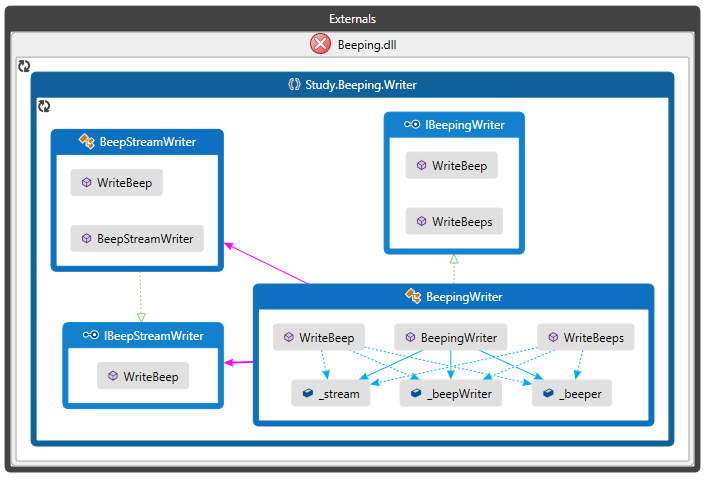 Externals
Beeping.dll
Study.Beeping.Writer
IBeepingWriter
BeepStreamWriter
WriteBeep
WriteBeep
WriteBeeps
BeepStreamWriter
BeepingWriter
IBeepStreamWriter
WriteBeep
BeepingWriter
WriteBeeps
WriteBeep
_stream
_beepWriter
_beeper